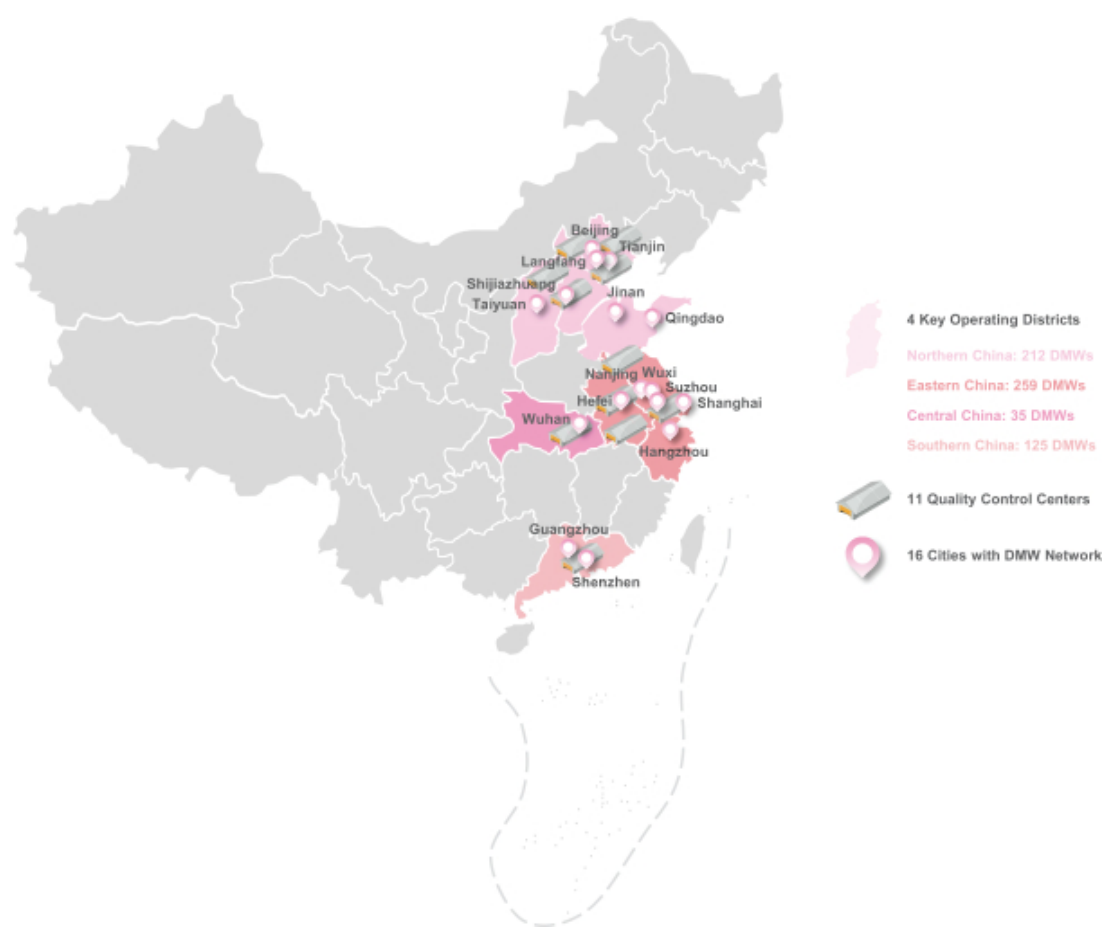 Beijing
Tianjin
Langfang
Shijiazhuang
Jinan
Taiyuan
Qingdao
Nanjing Wuxi
Suzhou
Hefei
Shanghai
Wuhan
Hangzhou
Guangzhou
Shenzhen
4 Key Operating Districts
Northern China: 212 DMWs
Eastern China: 259 DMWs
Central China: 35 DMWs
Southern China: 125 DMWs
11 Quality Control Centers
16 Cities with DMW Network